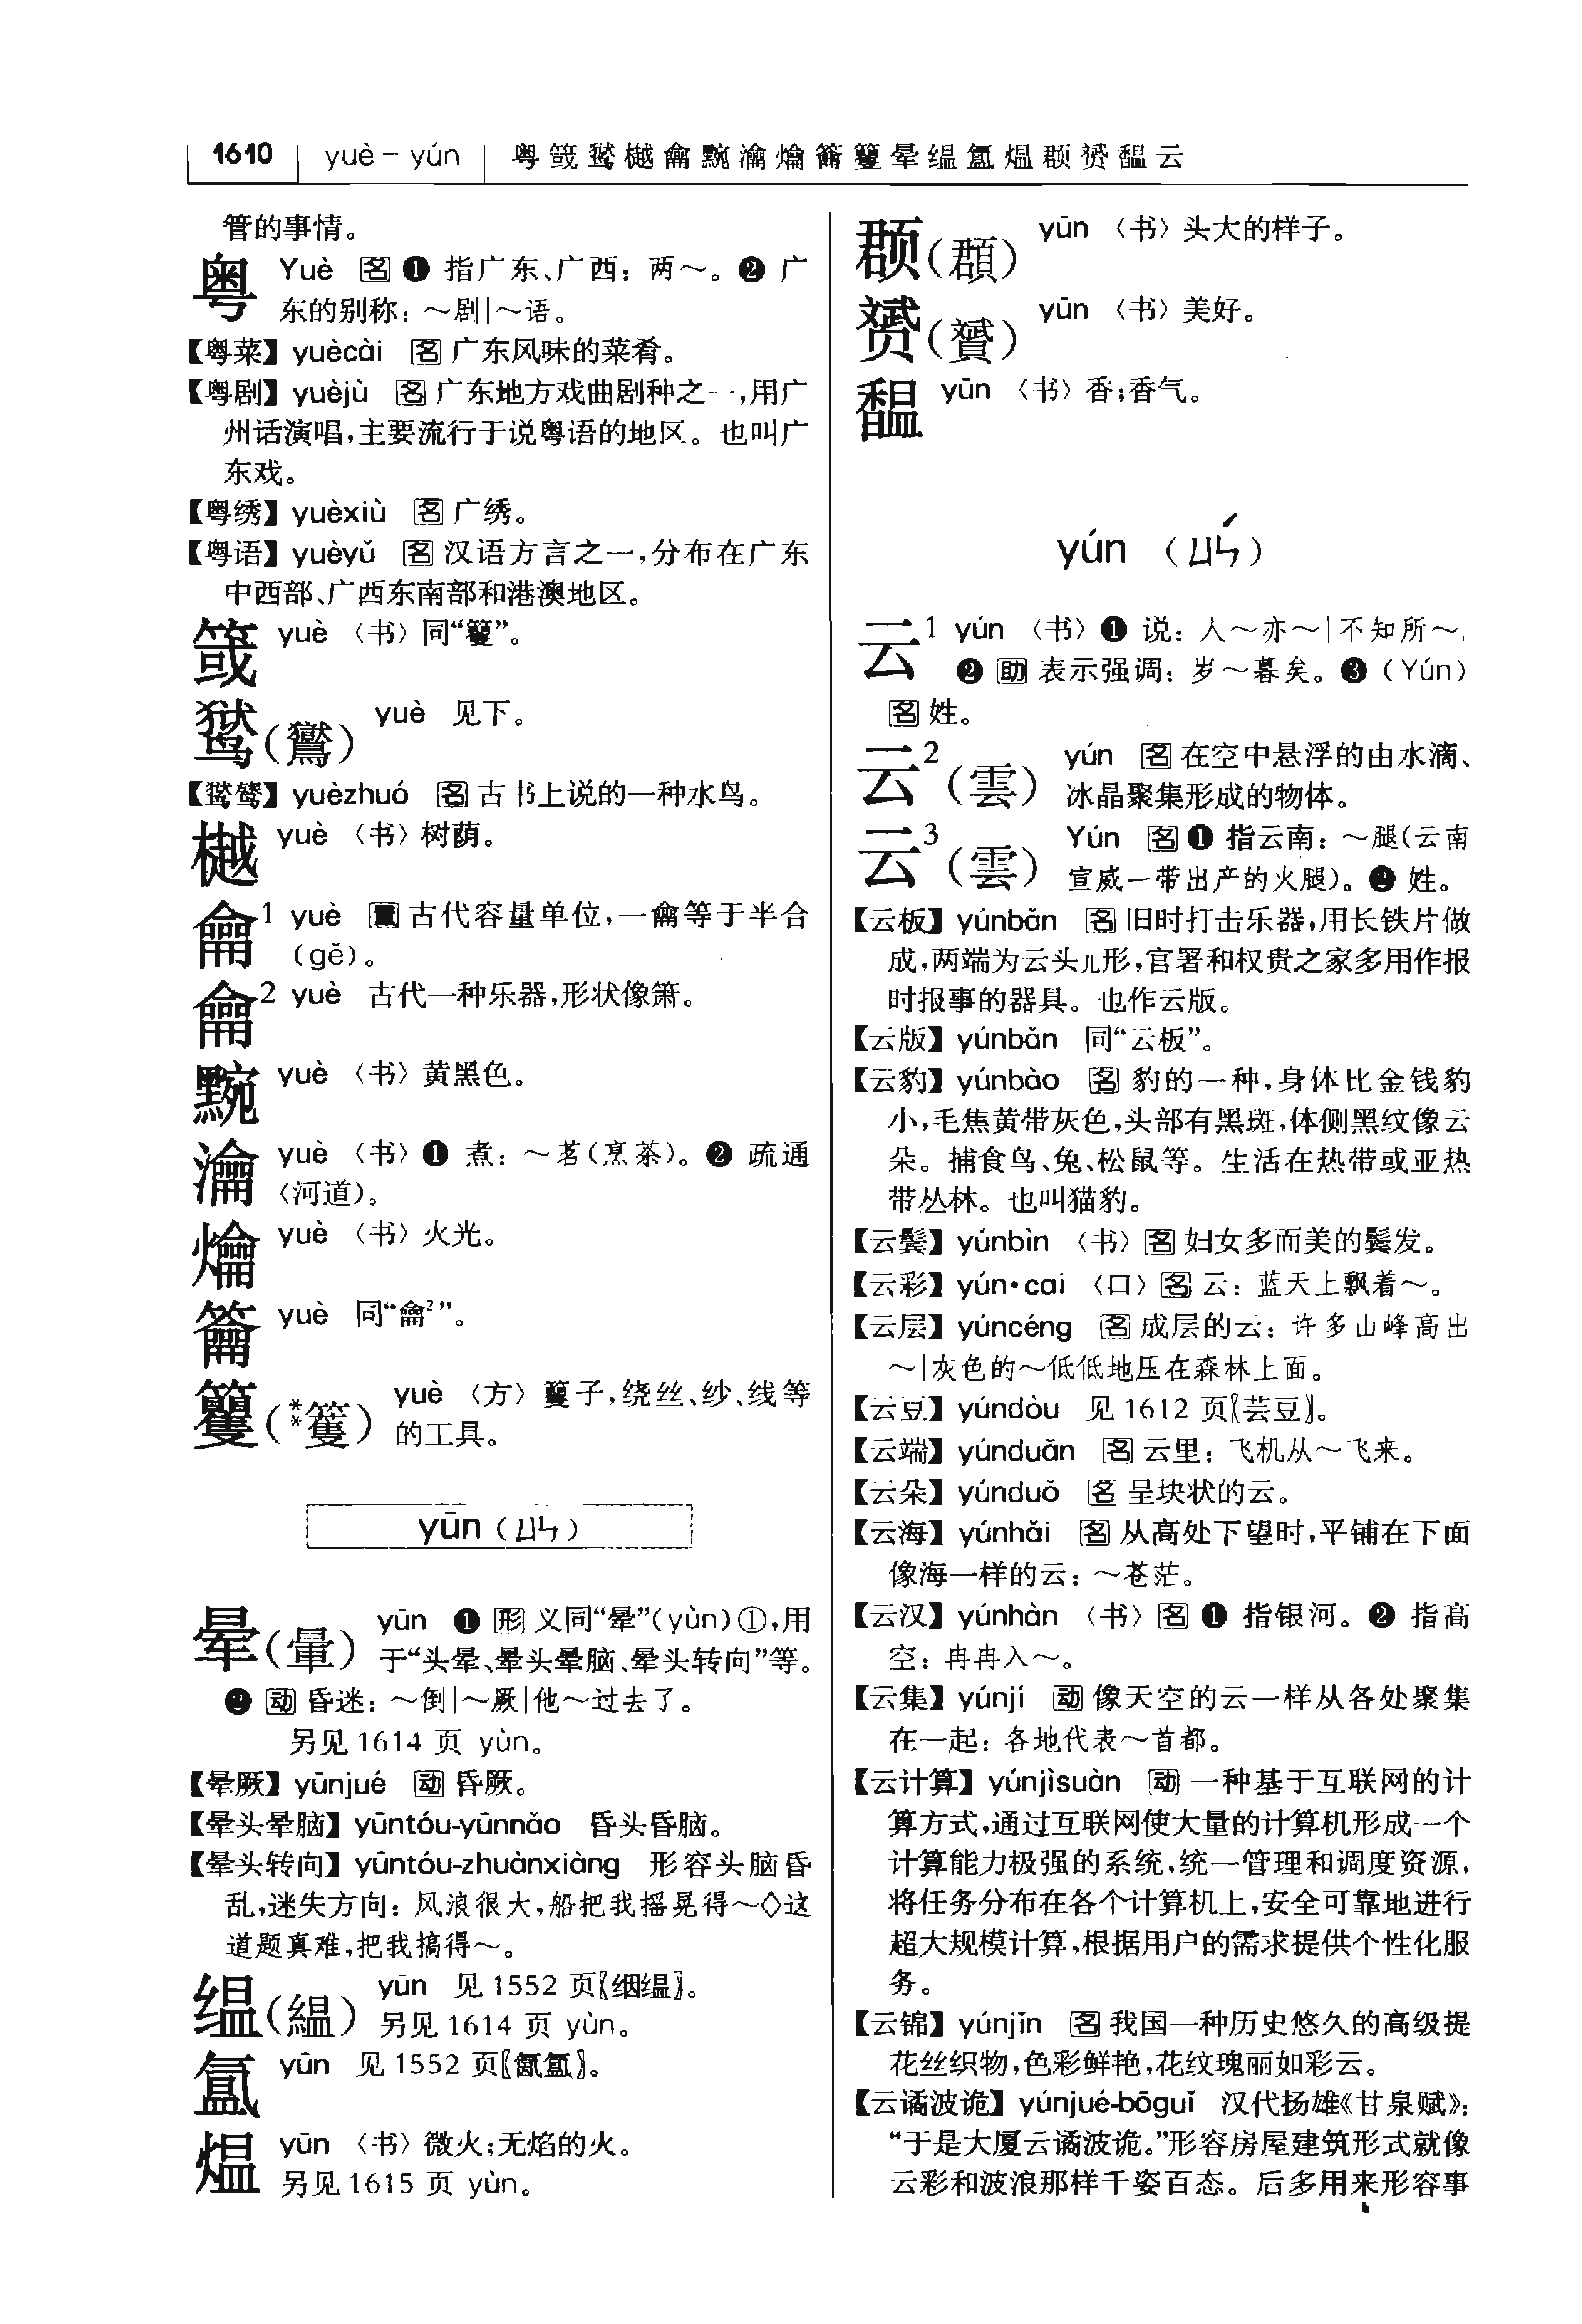 1610 yuè－yún 粤𥫱鸑樾龠黦瀹爚籥籰晕缊氲煴䫟赟馧云
管的事情。
粤 Yuè 名 ❶ 指广东、广西：两～。❷ 广
东的别称：～剧|～语。
【粤菜】yuècài 名 广东风味的菜肴。
【粤剧】yuèjù 名 广东地方戏曲剧种之一，用广
州话演唱，主要流行于说粤语的地区。也叫广
东戏。
【粤绣】yuèxiù 名 广绣。
【粤语】yuèyǔ 名 汉语方言之一，分布在广东
中西部、广西东南部和港澳地区。
yuè 〈书〉同“籰”。
鸑(鸑) yuè 见下。
【鸑鷟】yuèzhuó 名 古书上说的一种水鸟。
樾 yuè 〈书〉树荫。
龠1 yuè 量 古代容量单位，一龠等于半合
(gě)。
龠2 yuè 古代一种乐器，形状像箫。
黦 yuè 〈书〉黄黑色。
瀹 yuè 〈书〉❶ 煮：～茗(烹茶)。❷ 疏通
〈河道)。
爚 yuè 〈书〉火光。
籥 yuè 同“龠2”。
籰(**篗) yuè 〈方〉籰子，绕丝、纱、线等
的工具。
yūn（ㄩㄣ）
晕(暈) yūn ❶ 形 义同“晕”(yùn)①，用
于“头晕、晕头晕脑、晕头转向”等。
❷ 动 昏迷：～倒|～厥|他～过去了。
另见1614 页 yùn。
【晕厥】yūnjué 动 昏厥。
【晕头晕脑】yūntóu-yūnnǎo 昏头昏脑。
【晕头转向】yūntóu-zhuànxiàng 形容头脑昏
乱，迷失方向：风浪很大，船把我摇晃得～◇这
道题真难，把我搞得～。
缊(緼) yūn 见1552 页〖细缊〗。
另见1614 页 yùn。
氲 yūn 见1552 页〖氤氲〗。
煴 yūn 〈书〉微火；无焰的火。
另见1615 页 yùn。
䫟(頵) yūn 〈书〉头大的样子。
赟(贇) yūn 〈书〉美好。
馧 yūn 〈书〉香；香气。
yún （ㄩㄣˊ）
云1 yún 〈书〉❶ 说：人～亦～|不知所～.
❷ 助 表示强调：岁～暮矣。❸（Yún）
名 姓。
云2(雲) yún 名 在空中悬浮的由水滴、
冰晶聚集形成的物体。
云3(雲) Yún 名 ❶ 指云南：～腿(云南
宣威一带出产的火腿)。❷ 姓。
【云板】yúnbǎn 名 旧时打击乐器，用长铁片做
成，两端为云头儿形，官署和权贵之家多用作报
时报事的器具。也作云版。
【云版】yúnbǎn 同“云板”。
【云豹】yúnbào 名 豹的一种，身体比金钱豹
小，毛焦黄带灰色，头部有黑斑，体侧黑纹像云
朵。捕食鸟、兔、松鼠等。生活在热带或亚热
带丛林。也叫猫豹。
【云鬓】yúnbìn 〈书〉名 妇女多而美的鬓发。
【云彩】yún•cai 〈口〉名 云：蓝天上飘着～。
【云层】yúncéng 名 成层的云：许多山峰高出
～|灰色的～低低地压在森林上面。
【云豆】yúndòu 见1612 页〖芸豆〗。
【云端】yúnduān 名 云里：飞机从～飞来。
【云朵】yúnduǒ 名 呈块状的云。
【云海】yúnhǎi 名 从高处下望时，平铺在下面
像海一样的云：～苍茫。
【云汉】yúnhàn 〈书〉名 ❶ 指银河。❷ 指高
空：冉冉入～。
【云集】yúnjí 动 像天空的云一样从各处聚集
在一起：各地代表～首都。
【云计算】yúnjìsuàn 动 一种基于互联网的计
算方式，通过互联网使大量的计算机形成一个
计算能力极强的系统，统一管理和调度资源，
将任务分布在各个计算机上，安全可靠地进行
超大规模计算，根据用户的需求提供个性化服
务。
【云锦】yúnjǐn 名 我国一种历史悠久的高级提
花丝织物，色彩鲜艳，花纹瑰丽如彩云。
【云谲波诡】yúnjué-bōguǐ 汉代扬雄《甘泉赋》：
“于是大厦云谲波诡。”形容房屋建筑形式就像
云彩和波浪那样千姿百态。后多用来形容事